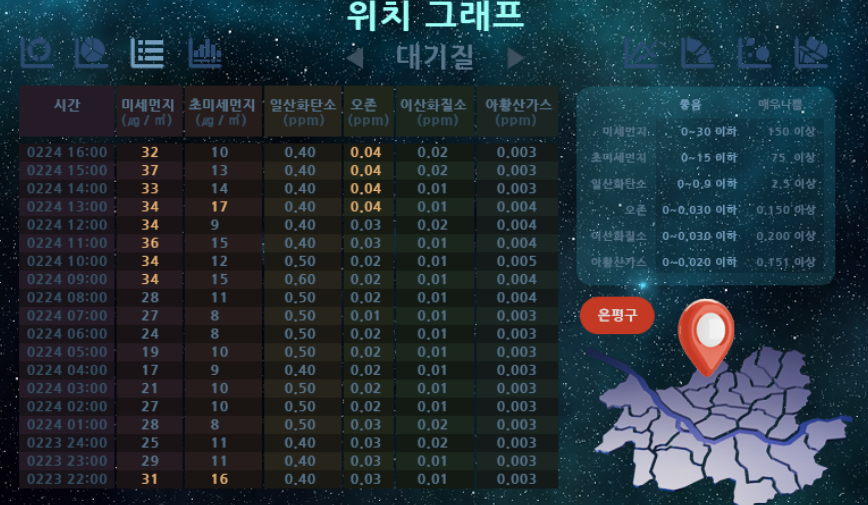 위치 그래프
대기질
시간 미세먼지 초미세먼지 일산화탄소 오존 이산화질소 아황산가스
(㎍ / ㎥) (㎍ / ㎥) (ppm) (ppm) (ppm) (ppm)
0224 16:00 32 10 0.40 0.04 0.02 0.003
0224 15:00 37 13 0.40 0.04 0.02 0.003
0224 14:00 33 14 0.40 0.04 0.01 0.003
0224 13:00 34 17 0.40 0.04 0.01 0.004
0224 12:00 34 9 0.40 0.03 0.02 0.004
0224 11:00 36 15 0.40 0.03 0.01 0.004
0224 10:00 34 12 0.50 0.02 0.01 0.005
0224 09:00 34 15 0.60 0.02 0.01 0.004
0224 08:00 28 11 0.50 0.02 0.01 0.004
0224 07:00 27 8 0.50 0.01 0.01 0.003
0224 06:00 24 8 0.50 0.02 0.01 0.003
0224 05:00 19 10 0.50 0.02 0.01 0.003
0224 04:00 17 9 0.40 0.02 0.01 0.003
0224 03:00 21 10 0.50 0.02 0.01 0.003
0224 02:00 27 10 0.50 0.02 0.01 0.003
0224 01:00 28 8 0.50 0.03 0.02 0.003
0223 24:00 25 11 0.40 0.03 0.02 0.003
0223 23:00 29 11 0.40 0.03 0.01 0.003
0223 22:00 31 16 0.40 0.03 0.01 0.003
좋음 매우나쁨
미세먼지 0~30 이하 150 이상
초미세먼지 0~15 이하 75 이상
일산화탄소 0~0.9 이하 2.5 이상
오존 0~0.030 이하 0.150 이상
이산화질소 0~0.030 이하 0.200 이상
아황산가스 0~0.020 이하 0.151 이상
은평구